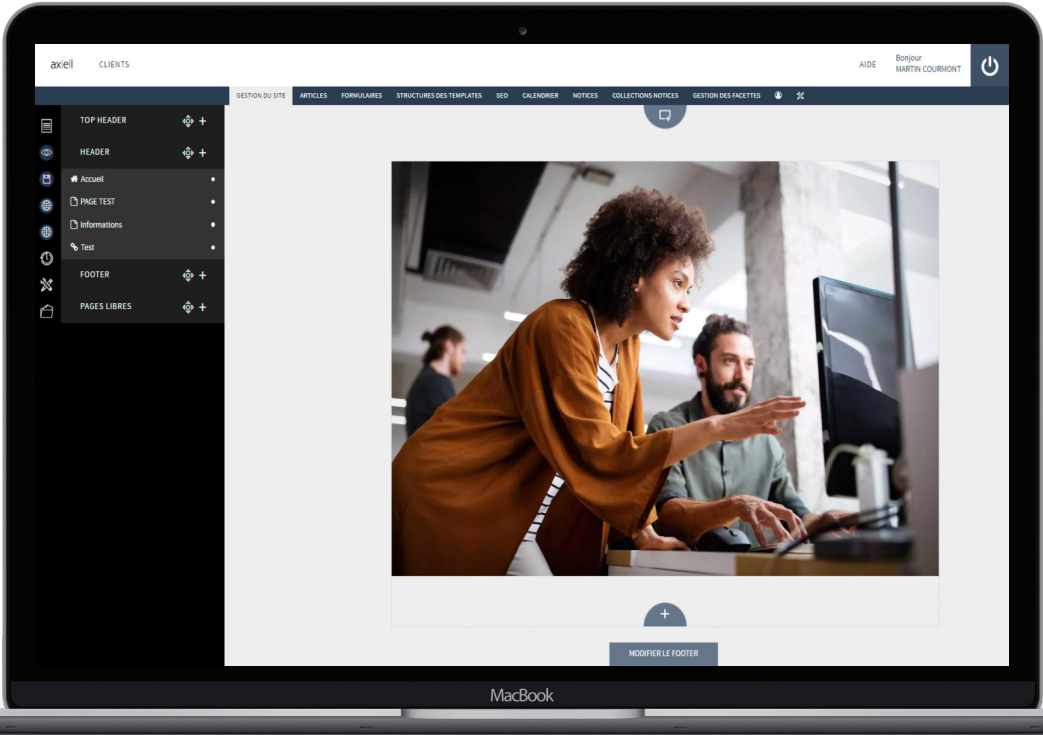 axiell
CLIENTS
AIDE
Bonjour
MARTIN COURMONT
GESTION DU SITE
ARTICLES
FORMULAIRES
STRUCTURES DES TEMPLATES
SEO
CALENDRIER
NOTICES
COLLECTIONS NOTICES
GESTION DES FACETTES
TOP HEADER
HEADER
Accueil
PAGE TEST
Informations
Test
FOOTER
PAGES LIBRES
MODIFIER LE FOOTER
MacBook